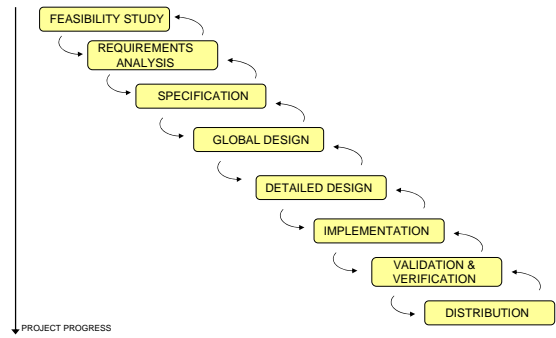 FEASIBILITY STUDY
REQUIREMENTS
ANALYSIS
SPECIFICATION
GLOBAL DESIGN
DETAILED DESIGN
IMPLEMENTATION
VALIDATION &
VERIFICATION
DISTRIBUTION
PROJECT PROGRESS